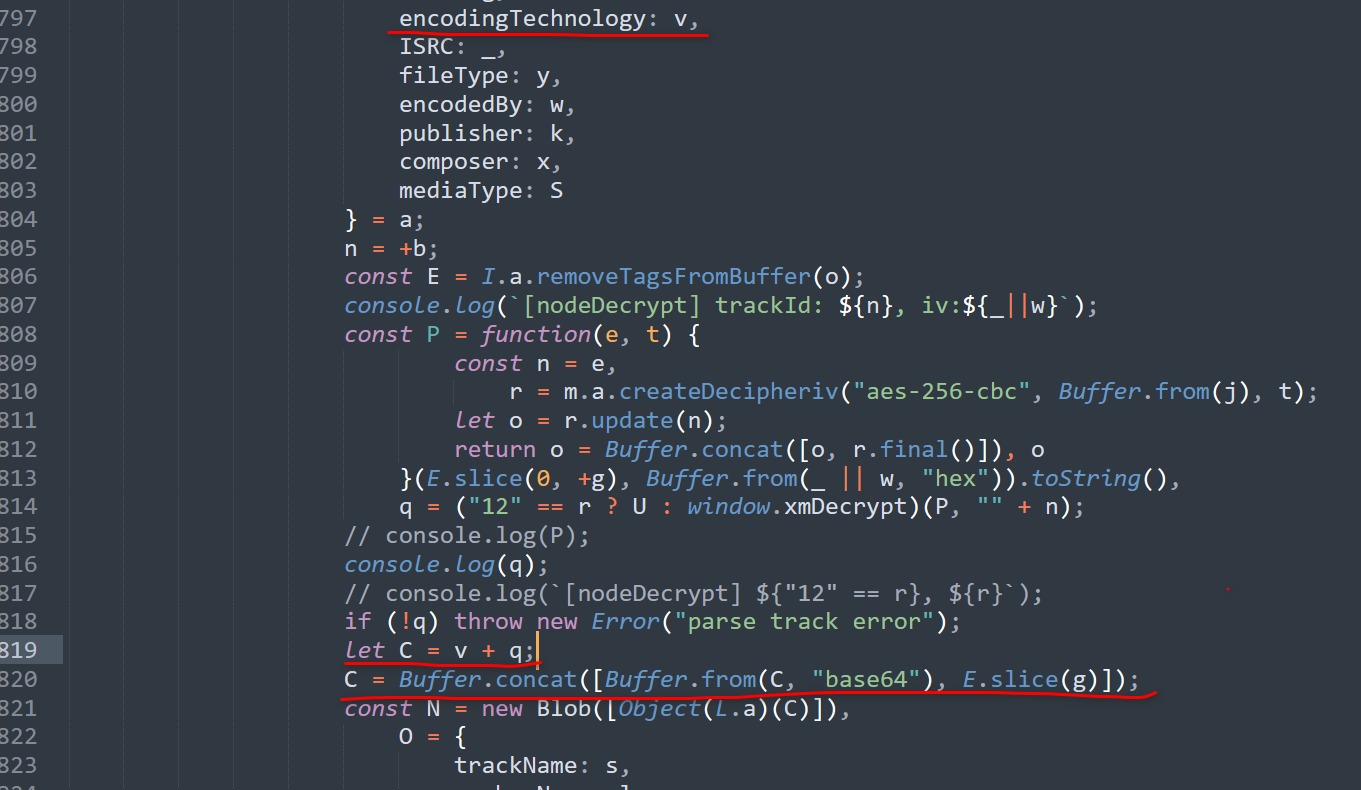 797 encodingTechnology: v,
798 ISRC: _,
799 fileType: y,
800 encodedBy: w,
801 publisher: k,
802 composer: x,
803 mediaType: S
804 } = a;
805 n = +b;
806 const E = I.a.removeTagsFromBuffer(o);
807 console.log(`[nodeDecrypt] trackId: ${n}, iv:${_||w}`);
808 const P = function(e, t) {
809 const n = e,
810 r = m.a.createDecipheriv("aes-256-cbc", Buffer.from(j), t);
811 let o = r.update(n);
812 return o = Buffer.concat([o, r.final()]), o
813 }(E.slice(0, +g), Buffer.from(_ || w, "hex")).toString(),
814 q = ("12" == r ? U : window.xmDecrypt)(P, "" + n);
815 // console.log(P);
816 console.log(q);
817 // console.log(`[nodeDecrypt] ${"12" == r}, ${r}`);
818 if (!q) throw new Error("parse track error");
819 let C = v + q;
820 C = Buffer.concat([Buffer.from(C, "base64"), E.slice(g)]);
821 const N = new Blob([Object(L.a)(C)]),
822 O = {
823 trackName: s,